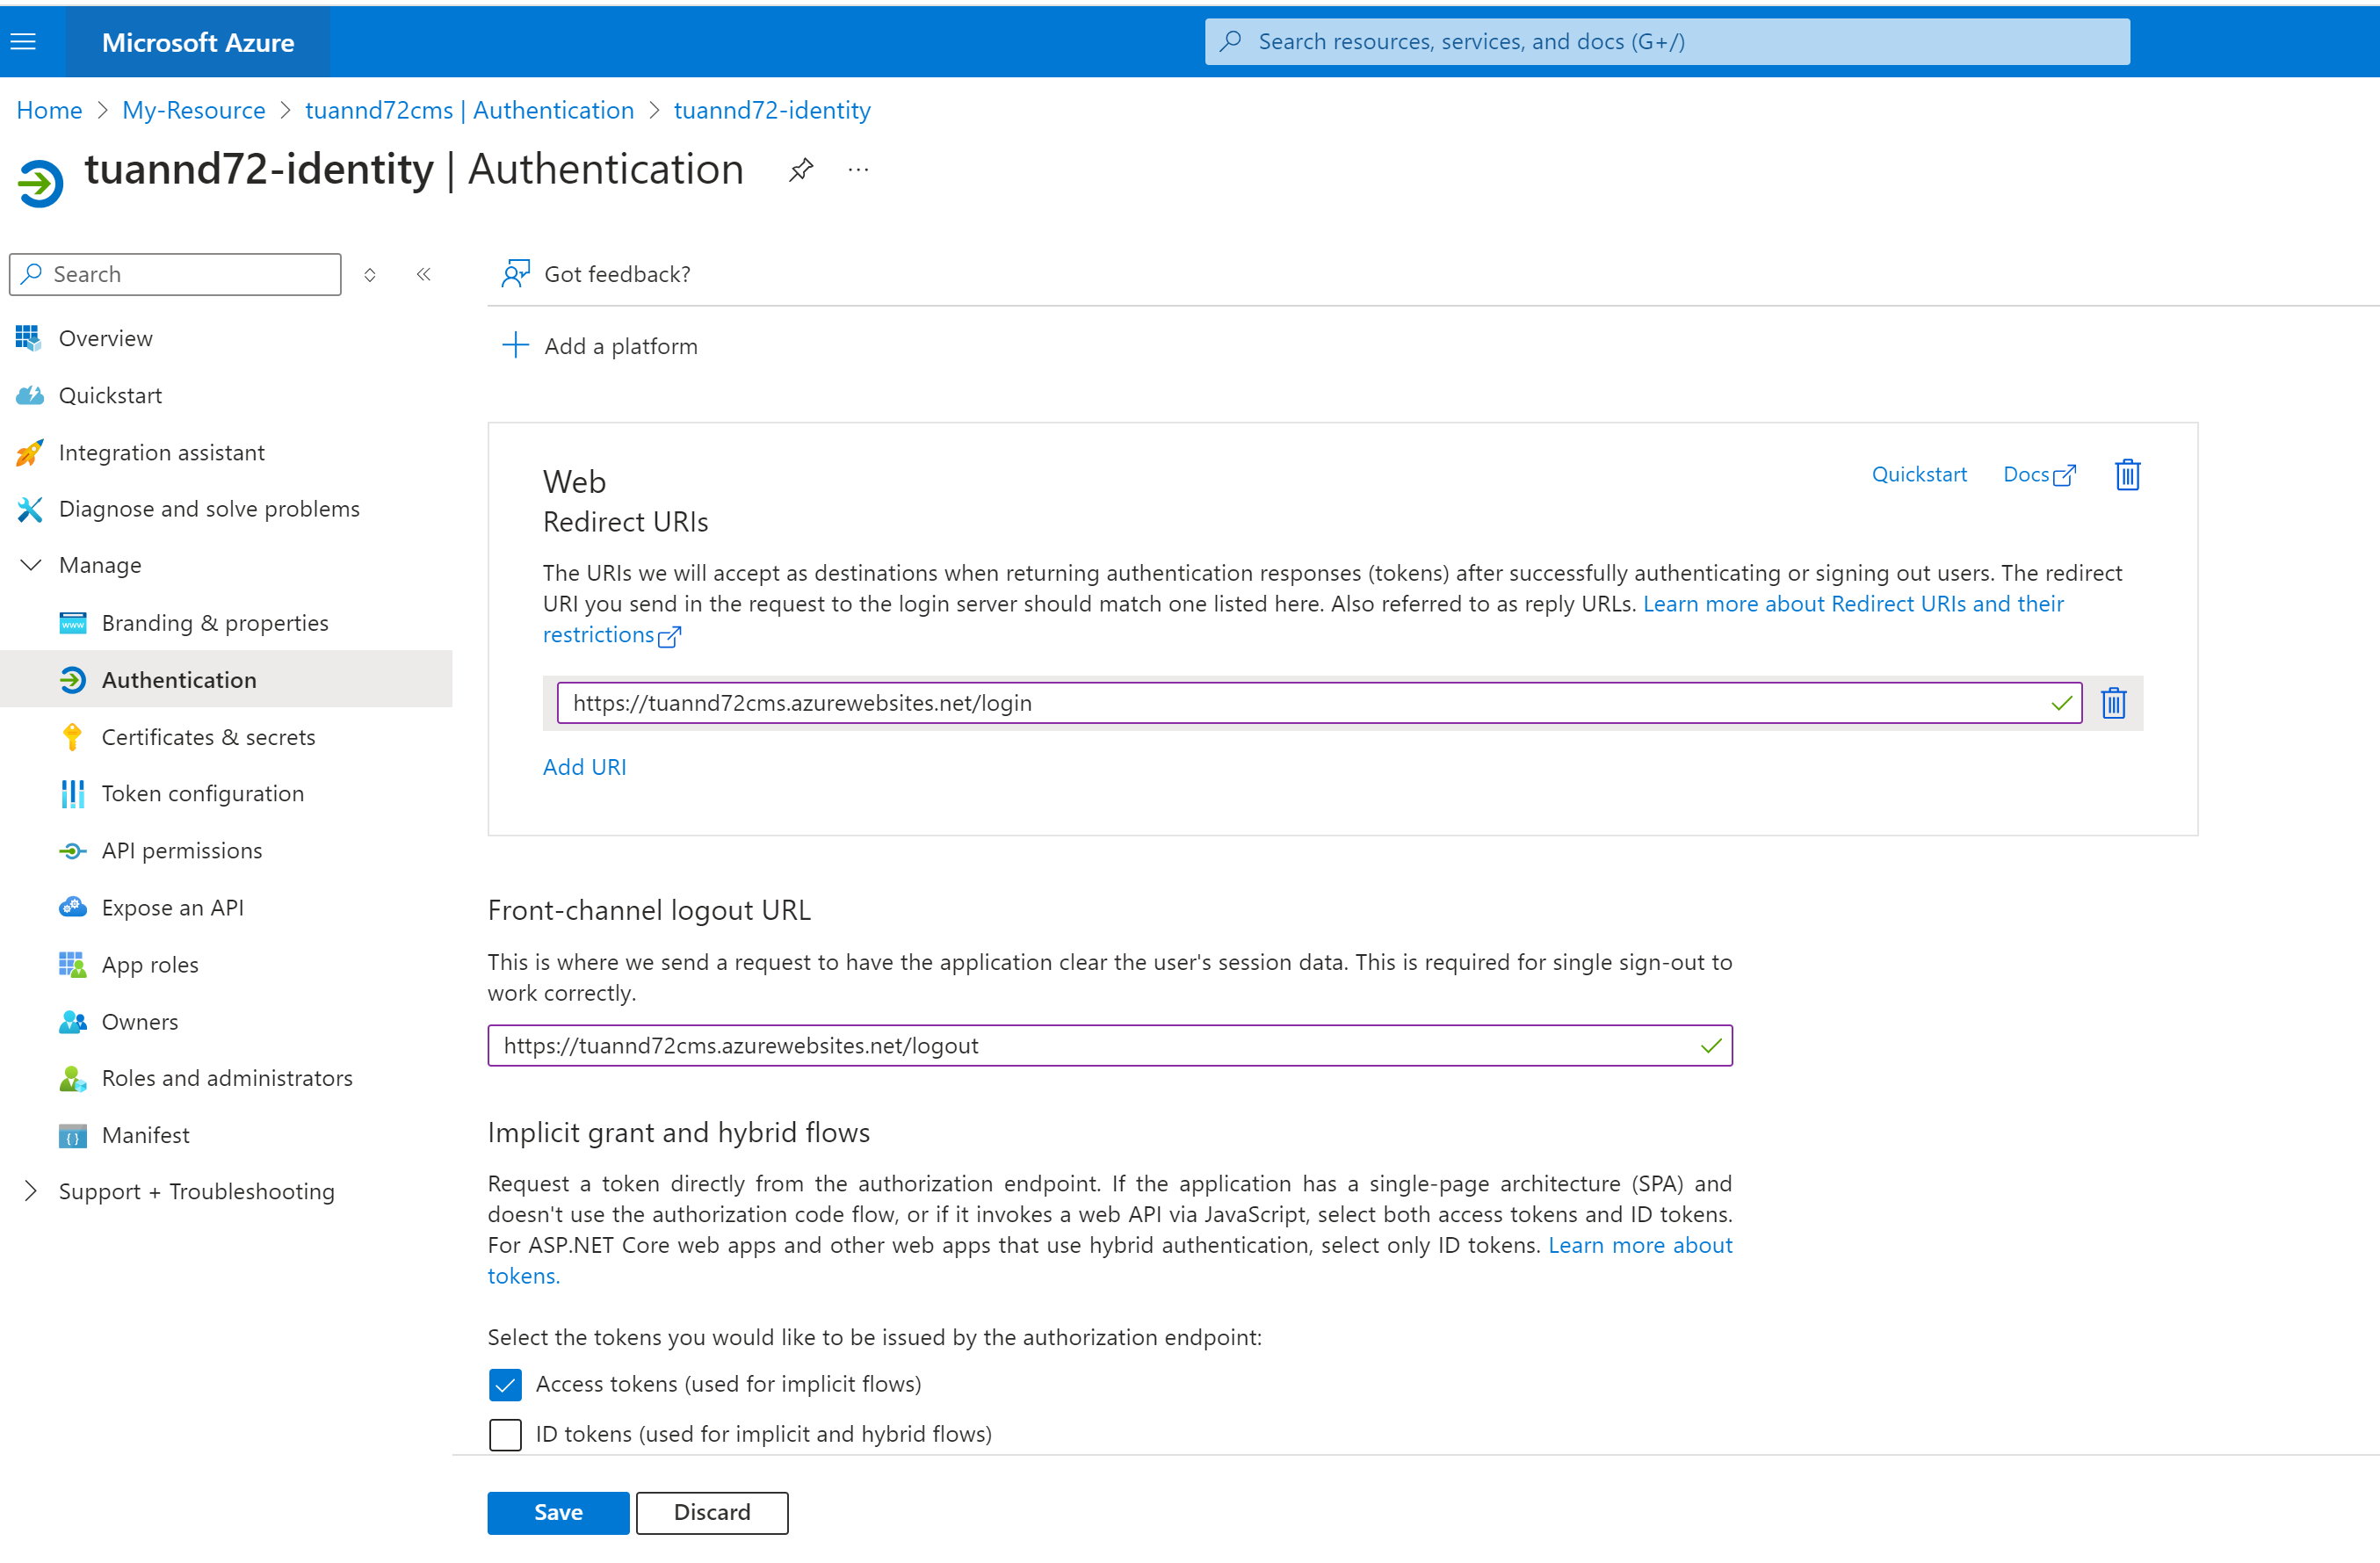 Microsoft Azure
Search resources, services, and docs (G+/)
Home > My-Resource > tuannd72cms | Authentication > tuannd72-identity
tuannd72-identity | Authentication
Search
Got feedback?
Add a platform
Overview
Quickstart
Integration assistant
Diagnose and solve problems
Manage
Branding & properties
Authentication
Certificates & secrets
Token configuration
API permissions
Expose an API
App roles
Owners
Roles and administrators
Manifest
Support + Troubleshooting
Web
Quickstart
Docs
Redirect URIs
The URIs we will accept as destinations when returning authentication responses (tokens) after successfully authenticating or signing out users. The redirect
URI you send in the request to the login server should match one listed here. Also referred to as reply URLs. Learn more about Redirect URIs and their
restrictions
https://tuannd72cms.azurewebsites.net/login
Add URI
Front-channel logout URL
This is where we send a request to have the application clear the user's session data. This is required for single sign-out to
work correctly.
https://tuannd72cms.azurewebsites.net/logout
Implicit grant and hybrid flows
Request a token directly from the authorization endpoint. If the application has a single-page architecture (SPA) and
doesn't use the authorization code flow, or if it invokes a web API via JavaScript, select both access tokens and ID tokens.
For ASP.NET Core web apps and other web apps that use hybrid authentication, select only ID tokens. Learn more about
tokens.
Select the tokens you would like to be issued by the authorization endpoint:
Access tokens (used for implicit flows)
ID tokens (used for implicit and hybrid flows)
Save
Discard